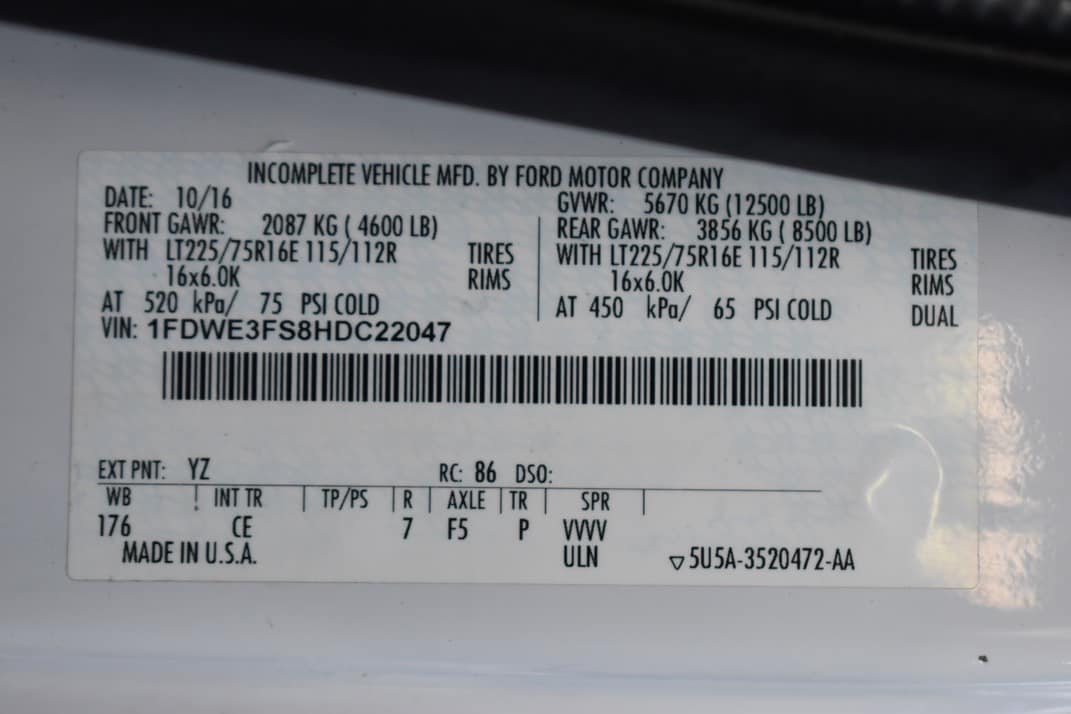 INCOMPLETE VEHICLE MFD. BY FORD MOTOR COMPANY
DATE: 10/16 GVWR: 5670 KG (12500 LB)
FRONT GAWR: 2087 KG ( 4600 LB) REAR GAWR: 3856 KG ( 8500 LB)
WITH LT225/75R16E 115/112R TIRES WITH LT225/75R16E 115/112R TIRES
16x6.0K RIMS 16x6.0K RIMS
AT 520 kPa/ 75 PSI COLD AT 450 kPa/ 65 PSI COLD DUAL
VIN: 1FDWE3FS8HDC22047
EXT PNT: YZ RC: 86 DSO:
WB INT TR TP/PS R AXLE TR SPR
176 CE 7 F5 P VVVV
MADE IN U.S.A. ULN ▽5U5A-3520472-AA